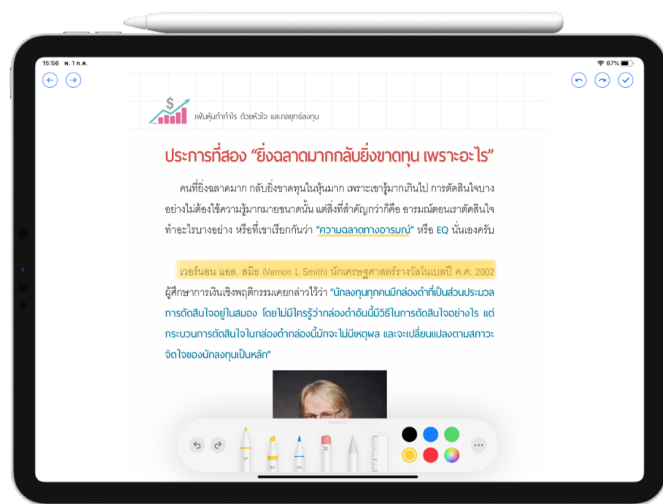 15:56 พ. 1 ก.ค.
67%
เฟ้นหุ้นทำกำไร ด้วยหัวใจ และกลยุทธ์ลงทุน
ประการที่สอง “ยิ่งฉลาดมากกลับยิ่งขาดทุน เพราะอะไร”
คนที่ยิ่งฉลาดมาก กลับยิ่งขาดทุนในหุ้นมาก เพราะเขารู้มากเกินไป การตัดสินใจบาง
อย่างไม่ต้องใช้ความรู้มากมายขนาดนั้น แต่สิ่งที่สำคัญกว่าก็คือ อารมณ์ตอนเราตัดสินใจ
ทำอะไรบางอย่าง หรือที่เขาเรียกกันว่า “ความฉลาดทางอารมณ์” หรือ EQ นั่นเองครับ
เวอร์นอน แอล. สมิธ (Vernon L Smith) นักเศรษฐศาสตร์รางวัลโนเบลปี ค.ศ. 2002
ผู้ศึกษาการเงินเชิงพฤติกรรมเคยกล่าวไว้ว่า “นักลงทุนทุกคนมีกล่องดำที่เป็นส่วนประมวล
การตัดสินใจอยู่ในสมอง โดยไม่มีใครรู้ว่ากล่องดำอันนี้มีวิธีในการตัดสินใจอย่างไร แต่
กระบวนการตัดสินใจในกล่องดำกล่องนี้มักจะไม่มีเหตุผล และจะเปลี่ยนแปลงตามสภาวะ
จิตใจของนักลงทุนเป็นหลัก”